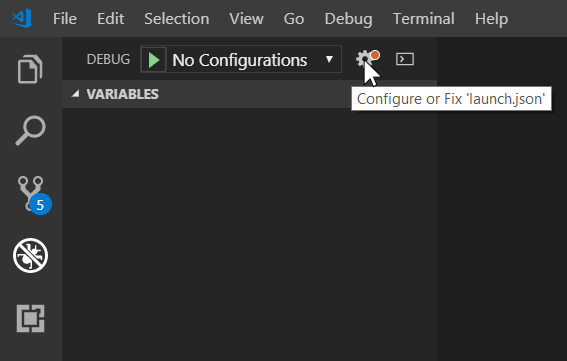 File Edit Selection View Go Debug Terminal Help
DEBUG No Configurations
VARIABLES
Configure or Fix 'launch.json'
5